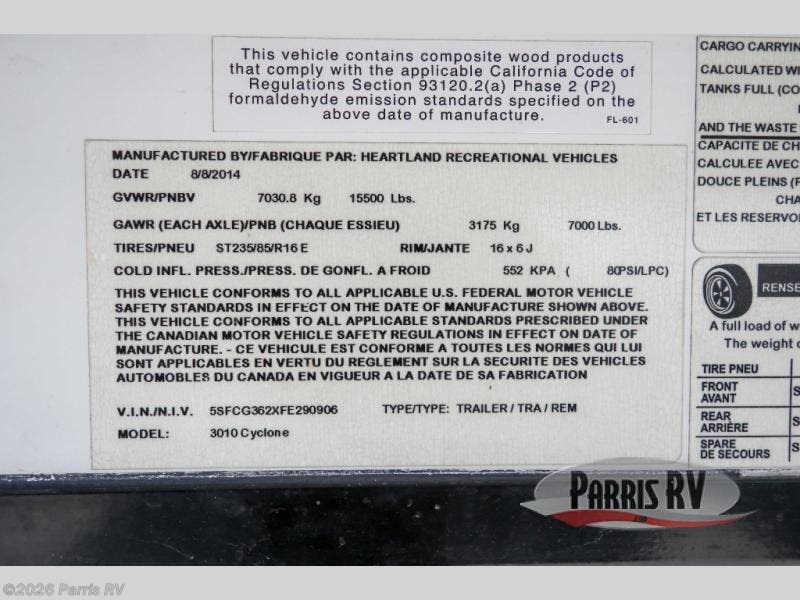 This vehicle contains composite wood products
that comply with the applicable California Code of
Regulations Section 93120.2(a) Phase 2 (P2)
formaldehyde emission standards specified on the
above date of manufacture.
FL-601
MANUFACTURED BY/FABRIQUE PAR: HEARTLAND RECREATIONAL VEHICLES
DATE 8/8/2014
GVWR/PNBV 7030.8 Kg 15500 Lbs.
GAWR (EACH AXLE)/PNB (CHAQUE ESSIEU) 3175 Kg 7000 Lbs.
TIRES/PNEU ST235/85/R16 E RIM/JANTE 16 x 6 J
COLD INFL. PRESS./PRESS. DE GONFL. A FROID 552 KPA ( 80PSI/LPC)
THIS VEHICLE CONFORMS TO ALL APPLICABLE U.S. FEDERAL MOTOR VEHICLE
SAFETY STANDARDS IN EFFECT ON THE DATE OF MANUFACTURE SHOWN ABOVE.
THIS VEHICLE CONFORMS TO ALL APPLICABLE STANDARDS PRESCRIBED UNDER
THE CANADIAN MOTOR VEHICLE SAFETY REGULATIONS IN EFFECT ON DATE OF
MANUFACTURE. - CE VEHICULE EST CONFORME A TOUTES LES NORMES QUI LUI
SONT APPLICABLES EN VERTU DU REGLEMENT SUR LA SECURITE DES VEHICLES
AUTOMOBILES DU CANADA EN VIGUEUR A LA DATE DE SA FABRICATION
V.I.N./N.I.V. 5SFCG362XFE290906 TYPE/TYPE: TRAILER / TRA / REM
MODEL: 3010 Cyclone
CARGO CARRYIN
CALCULATED WI
TANKS FULL (CO
AND THE WASTE
CAPACITE DE CH
CALCULEE AVEC
DOUCE PLEINS (F
CHA
ET LES RESERVO
RENSE
A full load of w
The weight o
TIRE PNEU
FRONT
AVANT
REAR
ARRIÈRE
SPARE
DE SECOURS
PARRIS RV
©2026 Parris RV